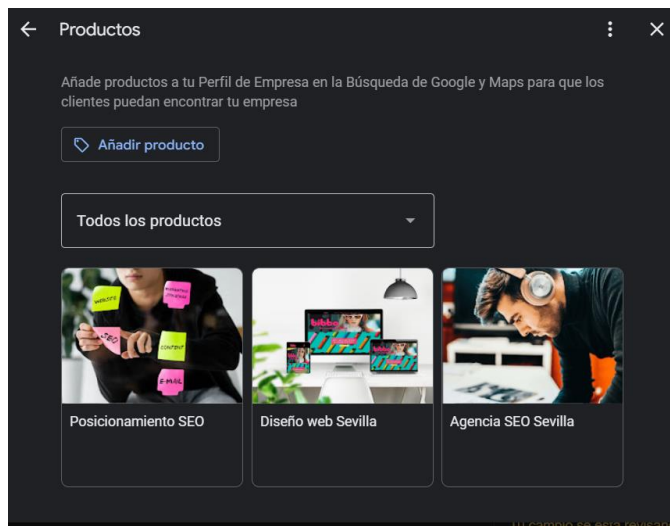 Productos
Añade productos a tu Perfil de Empresa en la Búsqueda de Google y Maps para que los
clientes puedan encontrar tu empresa
Añadir producto
Todos los productos
WEBSITE
SEO
CONTENT
E-MAIL
bibbo
Posicionamiento SEO
Diseño web Sevilla
Agencia SEO Sevilla
Tu cambio se está revisad